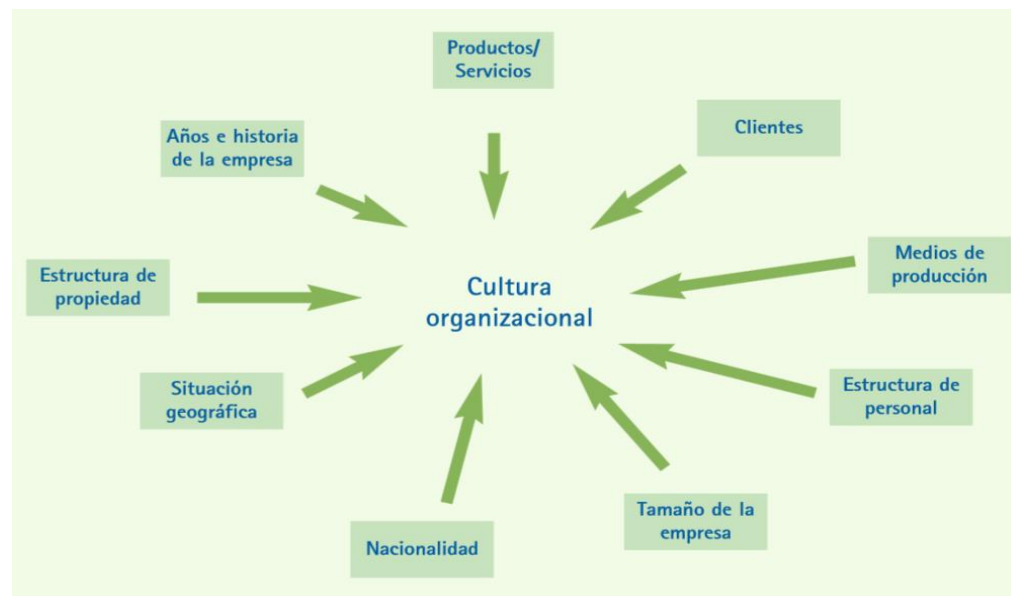 Productos/
Servicios
Clientes
Años e historia
de la empresa
Medios de
producción
Estructura de
propiedad
Cultura
organizacional
Situación
geográfica
Estructura de
personal
Tamaño de la
empresa
Nacionalidad